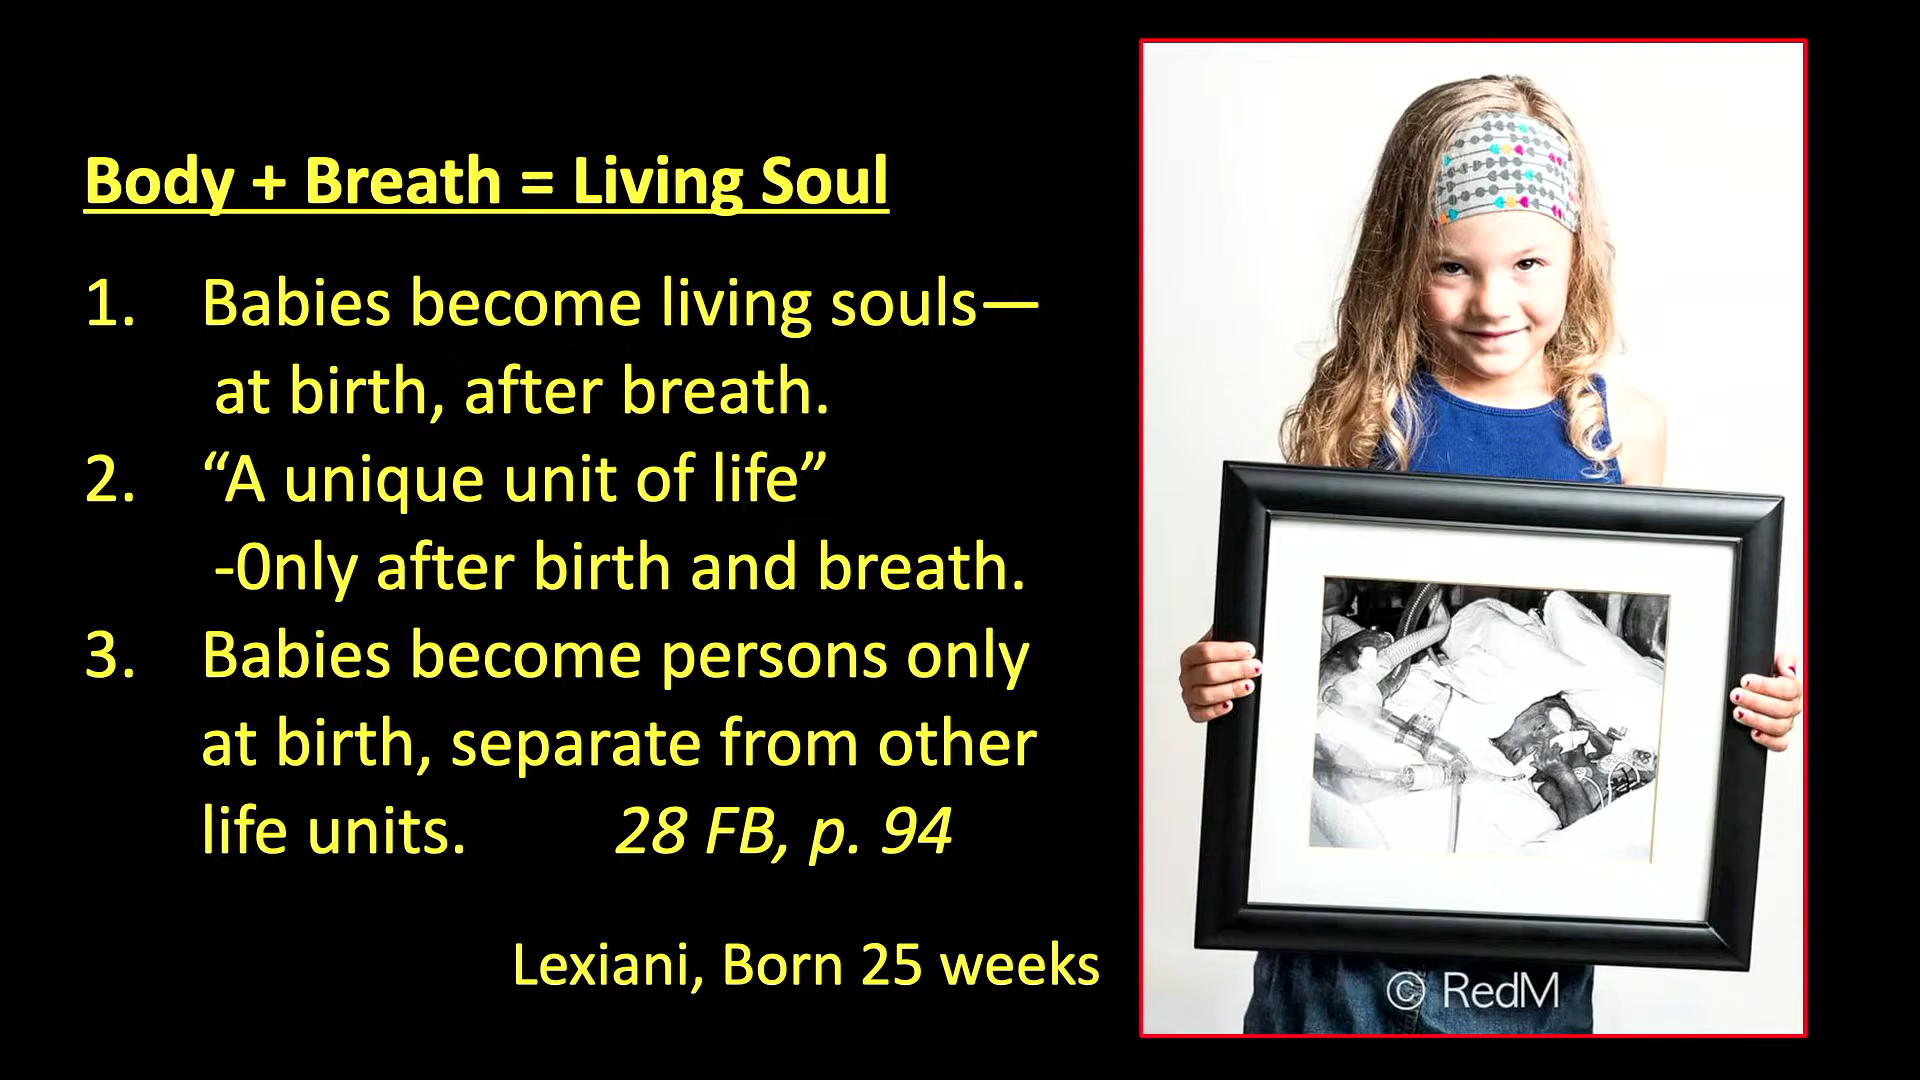 Body + Breath = Living Soul
1. Babies become living souls—
at birth, after breath.
2. “A unique unit of life”
-0nly after birth and breath.
3. Babies become persons only
at birth, separate from other
life units. 28 FB, p. 94
Lexiani, Born 25 weeks
© RedM